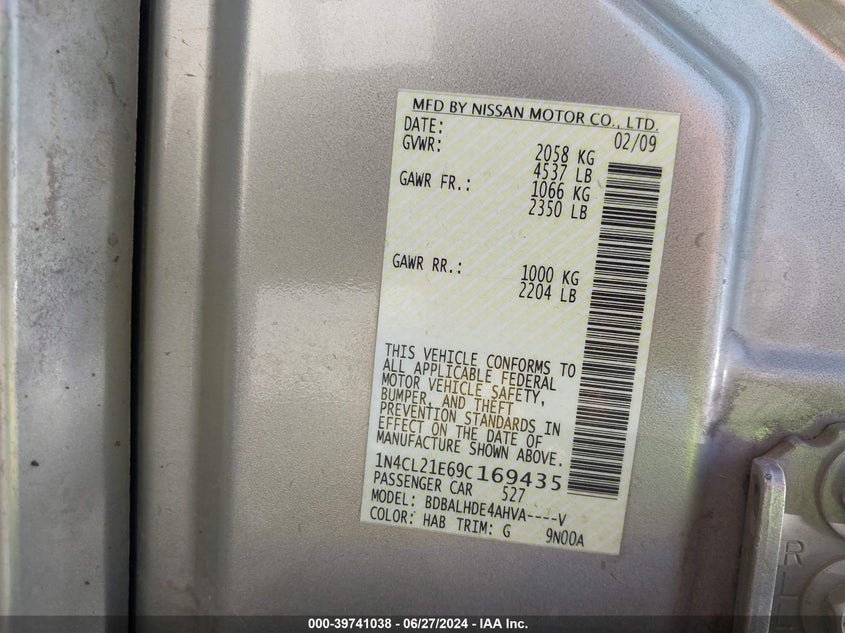 MFD BY NISSAN MOTOR CO., LTD.
DATE: 02/09
GVWR: 2058 KG
4537 LB
GAWR FR.: 1066 KG
2350 LB
GAWR RR.: 1000 KG
2204 LB
THIS VEHICLE CONFORMS TO
ALL APPLICABLE FEDERAL
MOTOR VEHICLE SAFETY,
BUMPER, AND THEFT
PREVENTION STANDARDS IN
EFFECT ON THE DATE OF
MANUFACTURE SHOWN ABOVE.
1N4CL21E69C169435
PASSENGER CAR 527
MODEL: BDBALHDE4AHVA----V
COLOR: HAB TRIM: G 9N00A
000-39741038 - 06/27/2024 - IAA Inc.